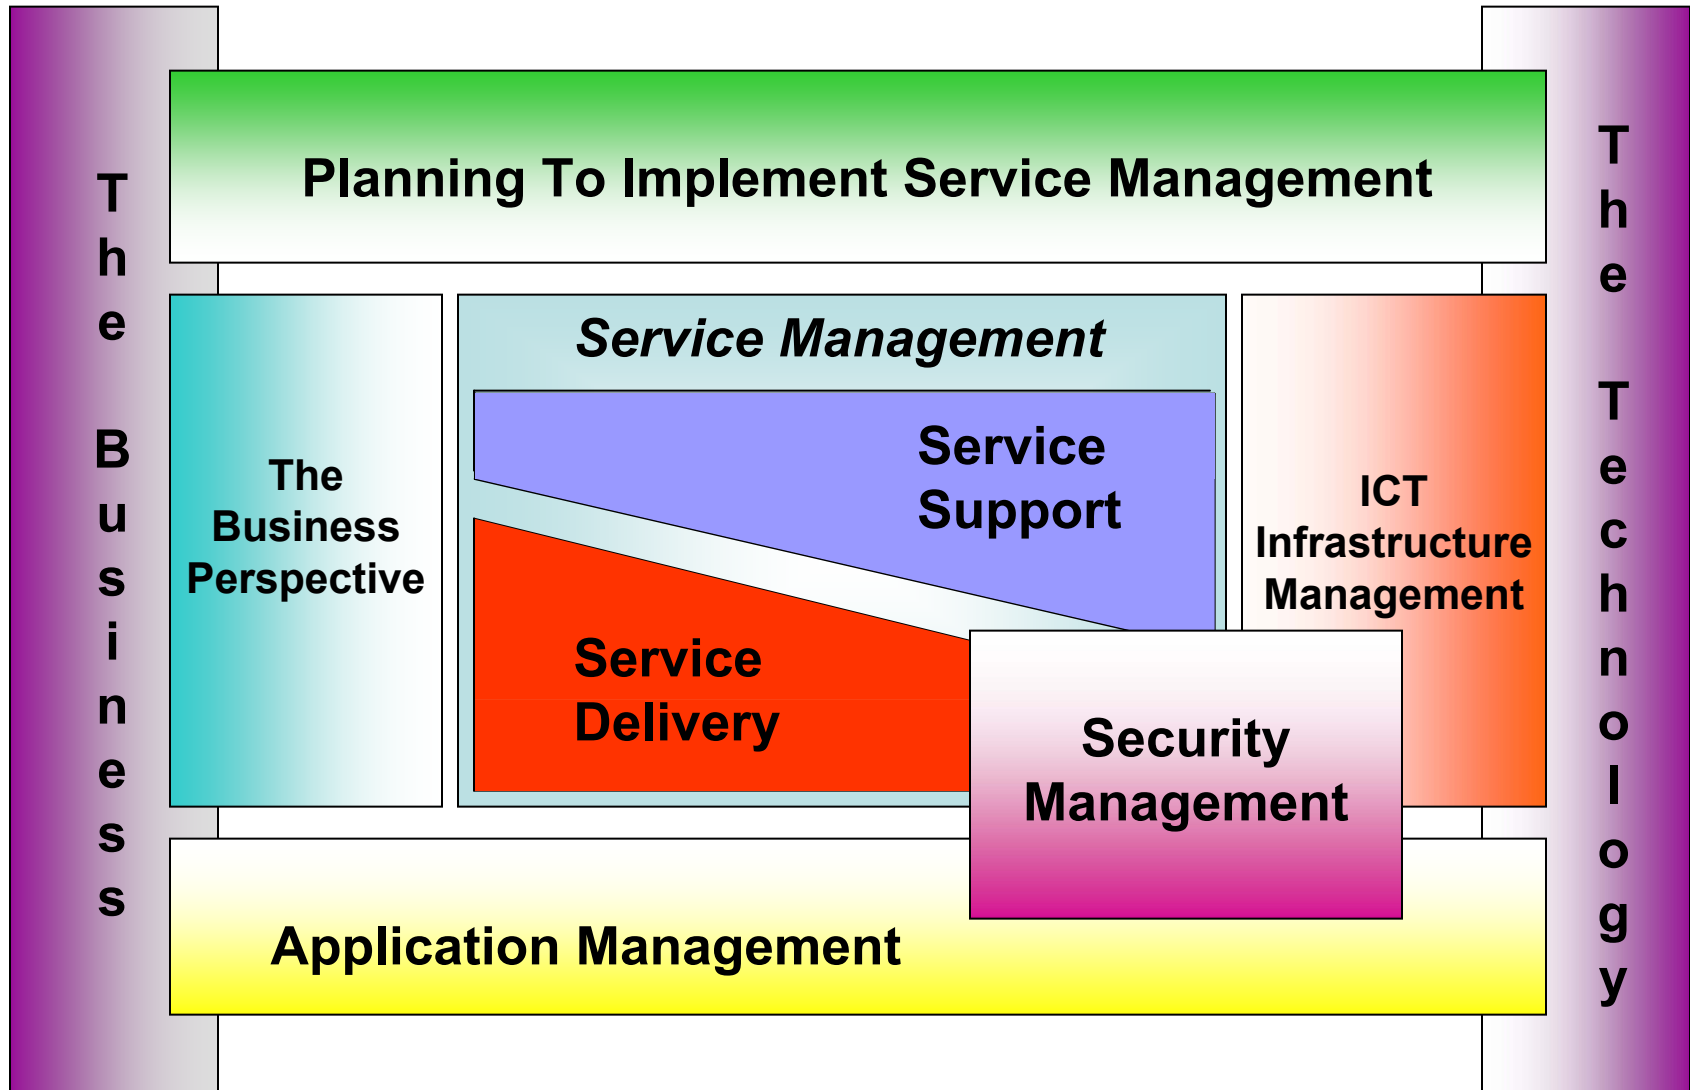 The Business
Planning To Implement Service Management
The Technology
Service Management
The
Business
Perspective
Service
Support
ICT
Infrastructure
Management
Service
Delivery
Security
Management
Application Management